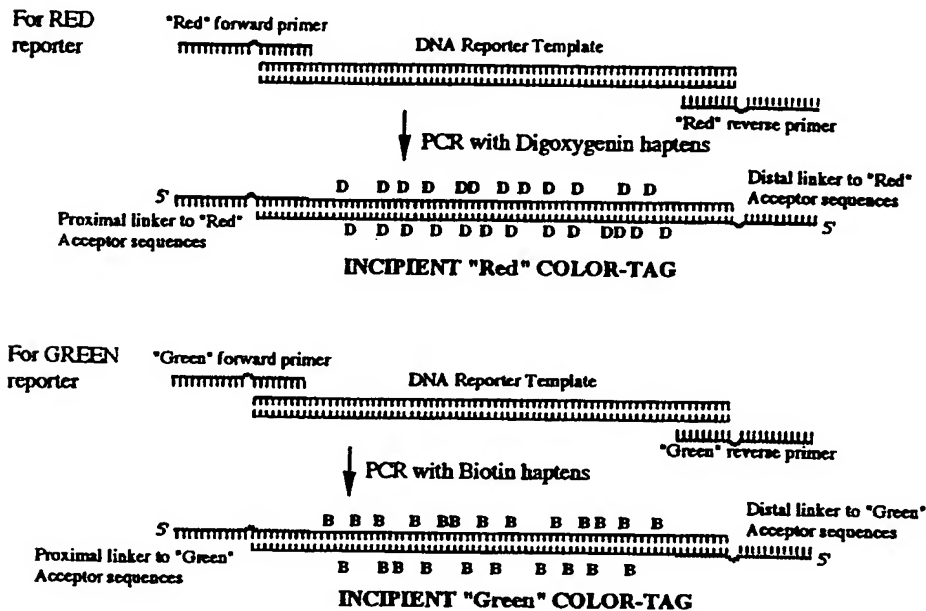 For RED
reporter
"Red" forward primer
DNA Reporter Template
"Red" reverse primer
PCR with Digoxygenin haptens
D D D D DD D D D D D D
5'
Distal linker to "Red"
Acceptor sequences
Proximal linker to "Red"
Acceptor sequences
5'
D D D D D D D D DD D D
INCIPIENT "Red" COLOR-TAG
For GREEN
reporter
"Green" forward primer
DNA Reporter Template
"Green" reverse primer
PCR with Biotin haptens
B B B B BB B B B BB B B
5'
Distal linker to "Green"
Acceptor sequences
Proximal linker to "Green"
Acceptor sequences
5'
B BB B B B B B B B
INCIPIENT "Green" COLOR-TAG